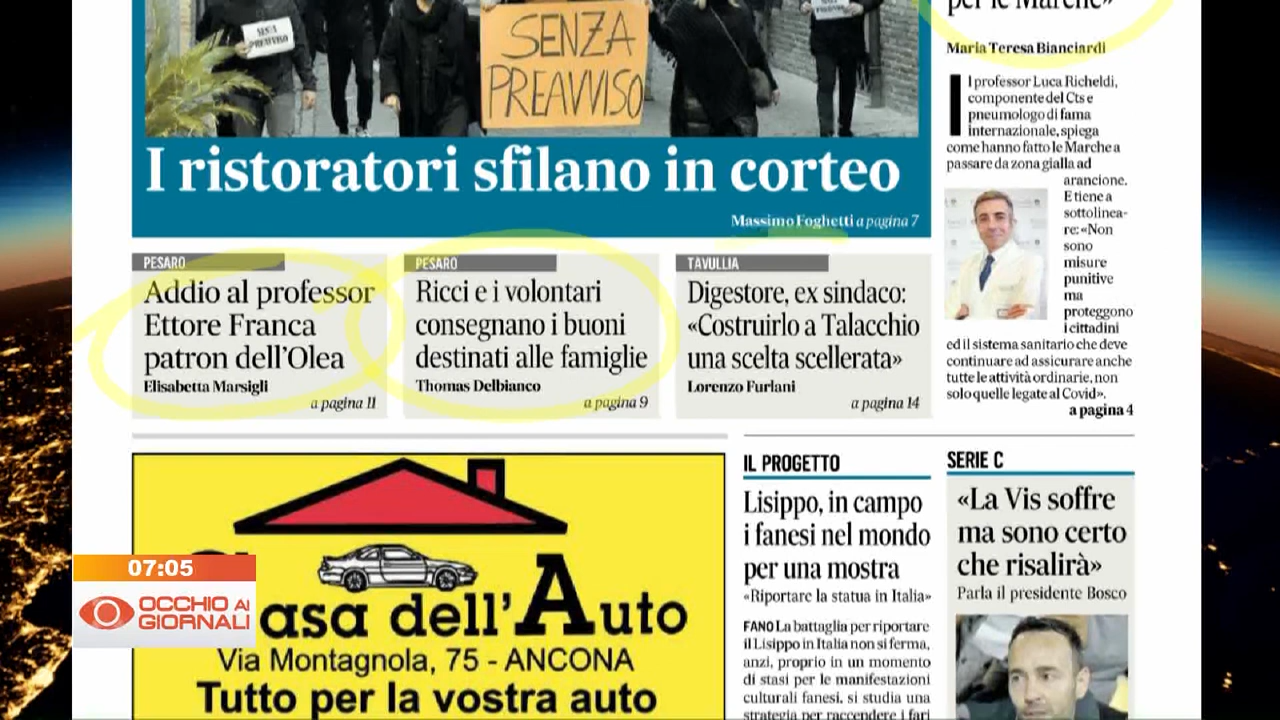 SENZA
PREAVVISO
SENZA
PREAVVISO
I ristoratori sfilano in corteo
Massimo Foghetti a pagina 7
PESARO
Addio al professor
Ettore Franca
patron dell'Olea
Elisabetta Marsigli
a pagina 11
PESARO
Ricci e i volontari
consegnano i buoni
destinati alle famiglie
Thomas Delbianco
a pagina 9
TAVULLIA
Digestore, ex sindaco:
«Costruirlo a Talacchio
una scelta scellerata»
Lorenzo Furlani
a pagina 14
per le Marche»
Maria Teresa Bianciardi
Il professor Luca Richeldi,
componente del Cts e
pneumologo di fama
internazionale, spiega
come hanno fatto le Marche a
passare da zona gialla ad
arancione.
E tiene a
sottolinea-
re: «Non
sono
misure
punitive
ma
proteggono
i cittadini
ed il sistema sanitario che deve
continuare ad assicurare anche
tutte le attività ordinarie, non
solo quelle legate al Covid».
a pagina 4
asa dell'Auto
Via Montagnola, 75 - ANCONA
Tutto per la vostra auto
IL PROGETTO
Lisippo, in campo
i fanesi nel mondo
per una mostra
«Riportare la statua in Italia»
FANO La battaglia per riportare
il Lisippo in Italia non si ferma,
anzi, proprio in un momento
di stasi per le manifestazioni
culturali fanesi, si studia una
strategia per raccendere i fari
SERIE C
«La Vis soffre
ma sono certo
che risalirà»
Parla il presidente Bosco
07:05
OCCHIO AI
GIORNALI